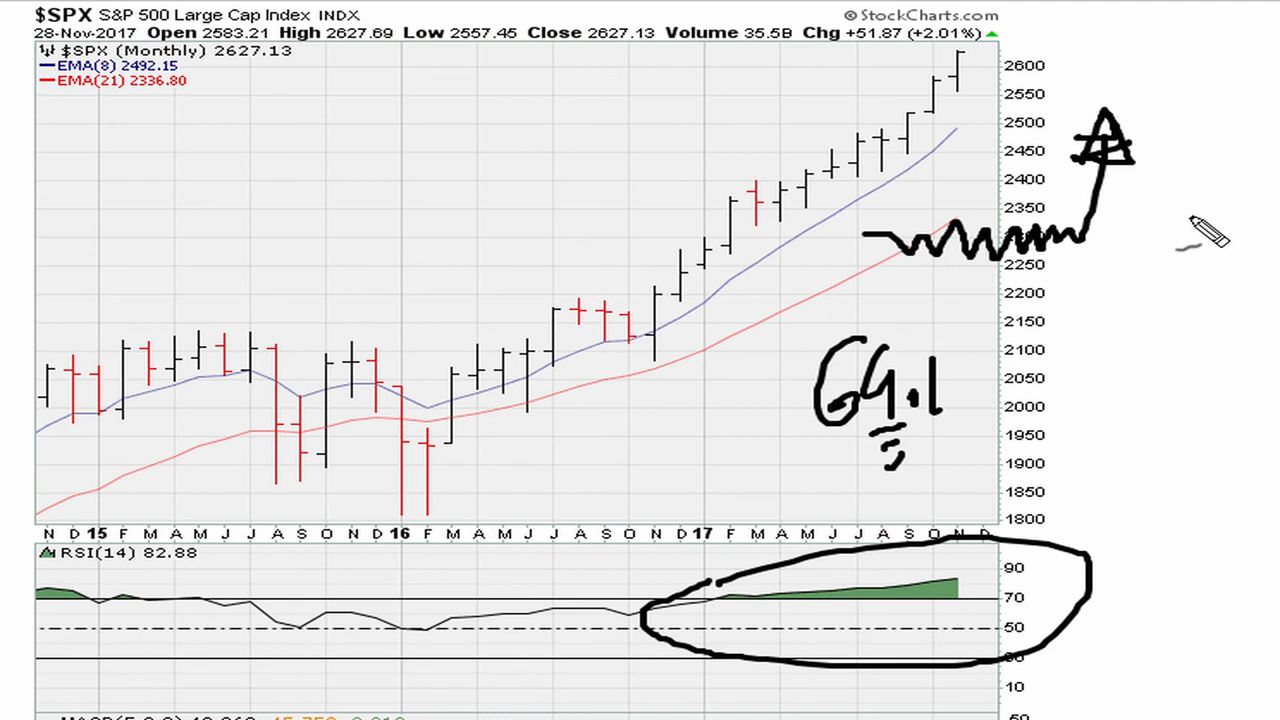 $SPX S&P 500 Large Cap Index INDX
© StockCharts.com
28-Nov-2017 Open 2583.21 High 2627.69 Low 2557.45 Close 2627.13 Volume 35.5B Chg +51.87 (+2.01%)
$SPX (Monthly) 2627.13
EMA(8) 2492.15
EMA(21) 2336.80
2600
2550
2500
2450
2400
2350
2300
2250
2200
2150
2100
2050
2000
1950
1900
1850
1800
64.1
N D 15 F M A M J J A S O N D 16 F M A M J J A S O N D 17 F M A M J J A S O N D
RSI(14) 82.88
90
70
50
30
10